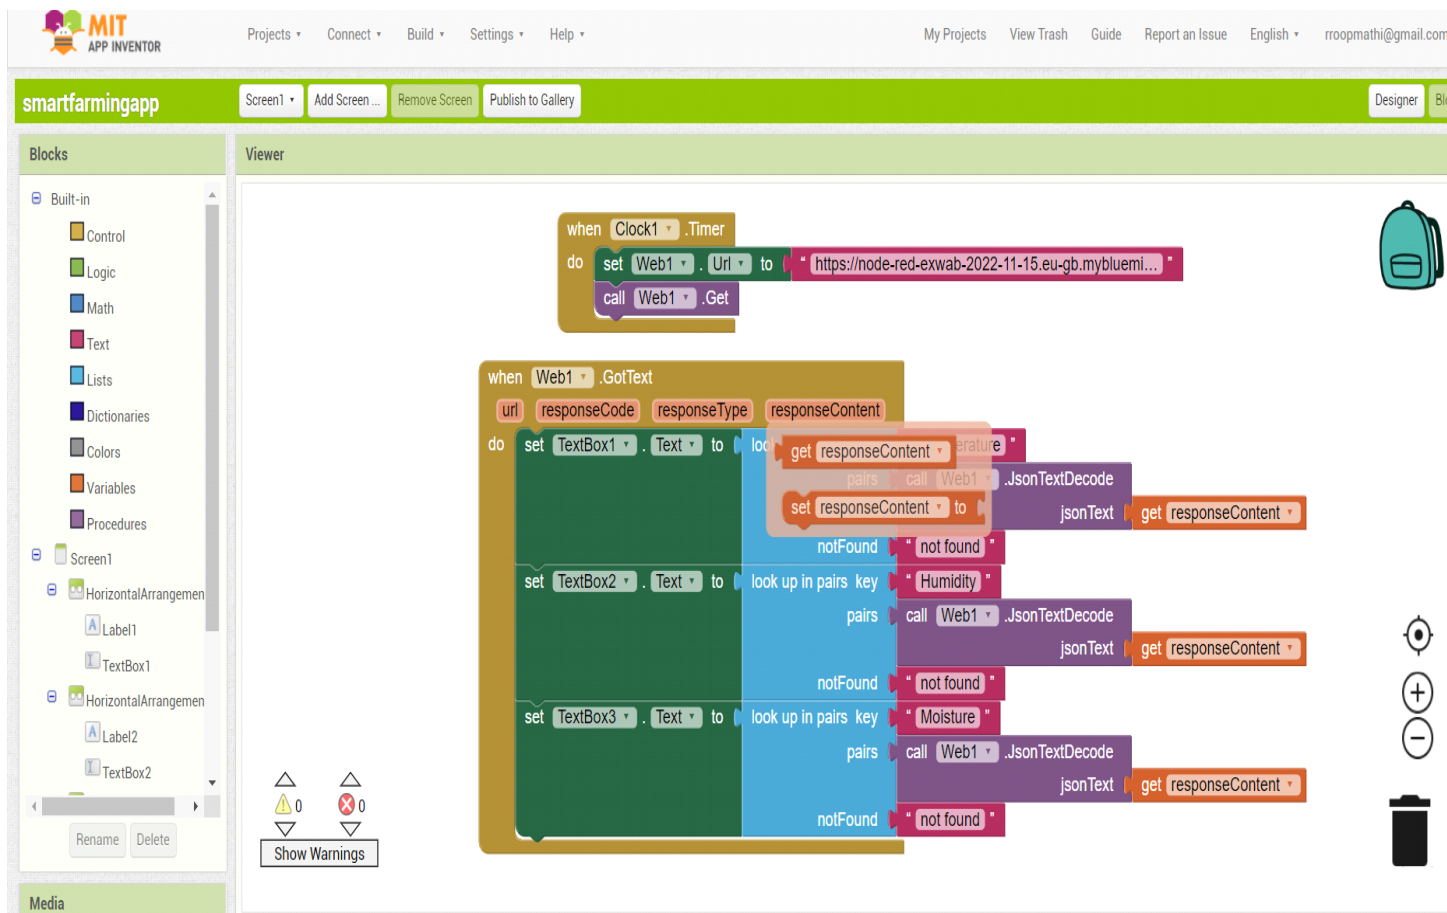 MIT
APP INVENTOR
Projects Connect Build Settings Help My Projects View Trash Guide Report an Issue English rroopmathi@gmail.com
smartfarmingapp Screen1 Add Screen ... Remove Screen Publish to Gallery Designer Blo
Blocks Viewer
Built-in
Control
Logic
Math
Text
Lists
Dictionaries
Colors
Variables
Procedures
Screen1
HorizontalArrangemen
Label1
TextBox1
HorizontalArrangemen
Label2
TextBox2
Rename Delete
Media
when Clock1 .Timer
do set Web1 . Url to " https://node-red-exwab-2022-11-15.eu-gb.mybluemi... "
call Web1 .Get
when Web1 .GotText
url responseCode responseType responseContent
do set TextBox1 . Text to loo erature "
get responseContent
pairs call Web1 .JsonTextDecode
set responseContent to
jsonText get responseContent
notFound " not found "
set TextBox2 . Text to look up in pairs key " Humidity "
pairs call Web1 .JsonTextDecode
jsonText get responseContent
notFound " not found "
set TextBox3 . Text to look up in pairs key " Moisture "
pairs call Web1 .JsonTextDecode
jsonText get responseContent
notFound " not found "
0 0
Show Warnings